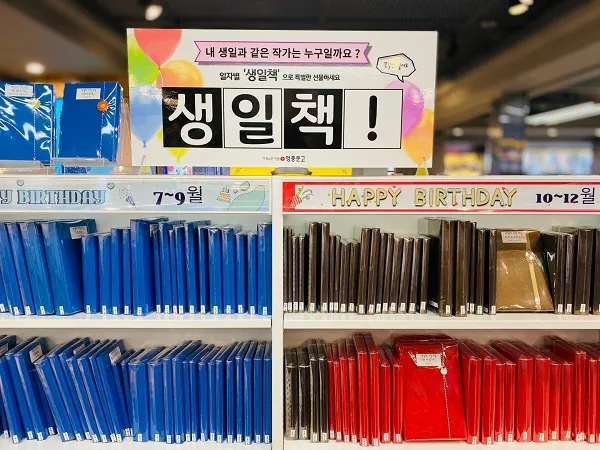 내 생일과 같은 작가는 누구일까요 ?
일자별 '생일책' 으로 특별한 선물하세요
생일책!
영풍문고
Y BIRTHDAY 7~9월
HAPPY BIRTHDAY 10~12월